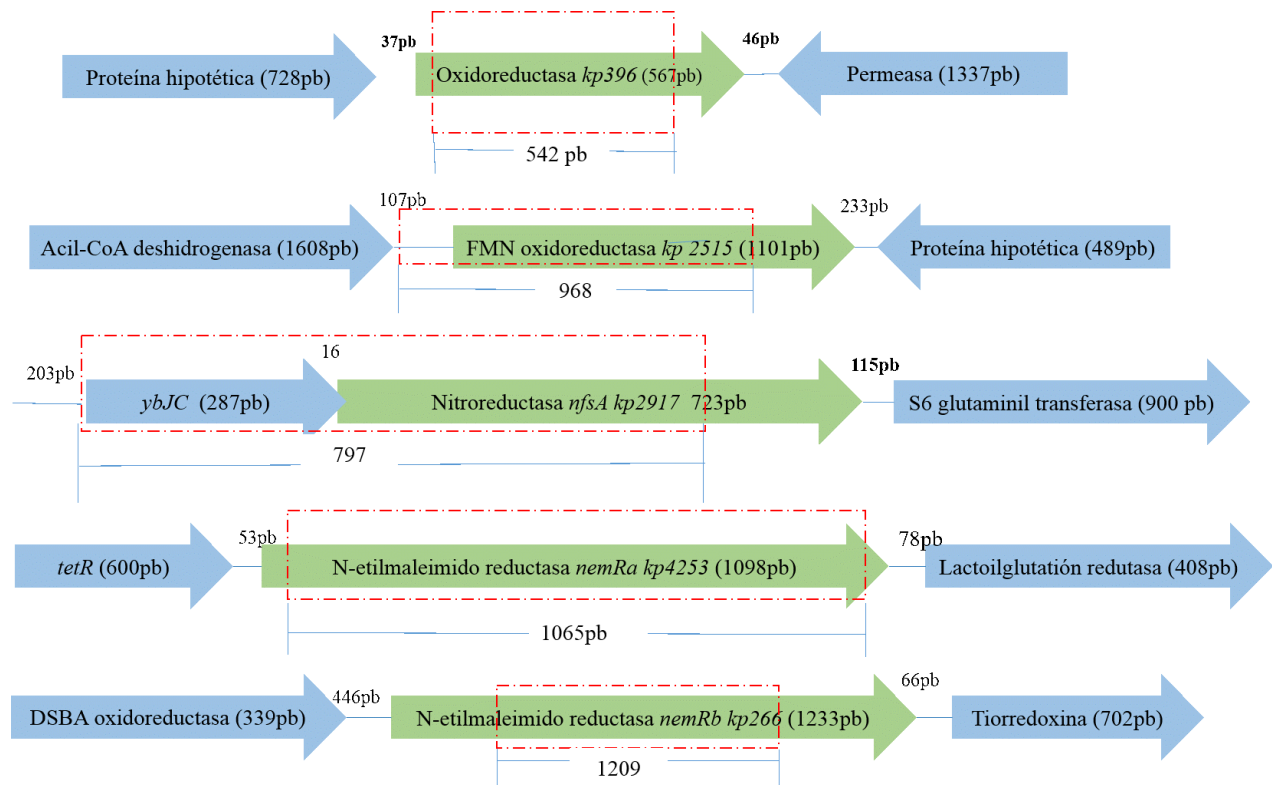 37pb
46pb
Proteína hipotética (728pb)
Oxidoreductasa kp396 (567pb)
Permeasa (1337pb)
542 pb
107pb
233pb
Acil-CoA deshidrogenasa (1608pb)
FMN oxidoreductasa kp 2515 (1101pb)
Proteína hipotética (489pb)
968
16
203pb
115pb
ybJC (287pb)
Nitroreductasa nfsA kp2917 723pb
S6 glutaminil transferasa (900 pb)
797
53pb
78pb
tetR (600pb)
N-etilmaleimido reductasa nemRa kp4253 (1098pb)
Lactoilglutatión redutasa (408pb)
1065pb
446pb
66pb
DSBA oxidoreductasa (339pb)
N-etilmaleimido reductasa nemRb kp266 (1233pb)
Tiorredoxina (702pb)
1209